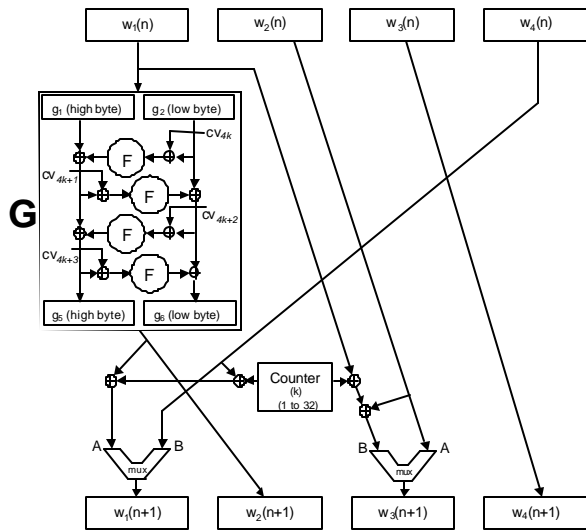 w1(n)
w2(n)
w3(n)
w4(n)
g1 (high byte)
g2 (low byte)
cv4k
F
cv4k+1
F
G
cv4k+2
F
cv4k+3
F
g5 (high byte)
g6 (low byte)
Counter
(k)
(1 to 32)
A
B
B
A
mux
mux
w1(n+1)
w2(n+1)
w3(n+1)
w4(n+1)